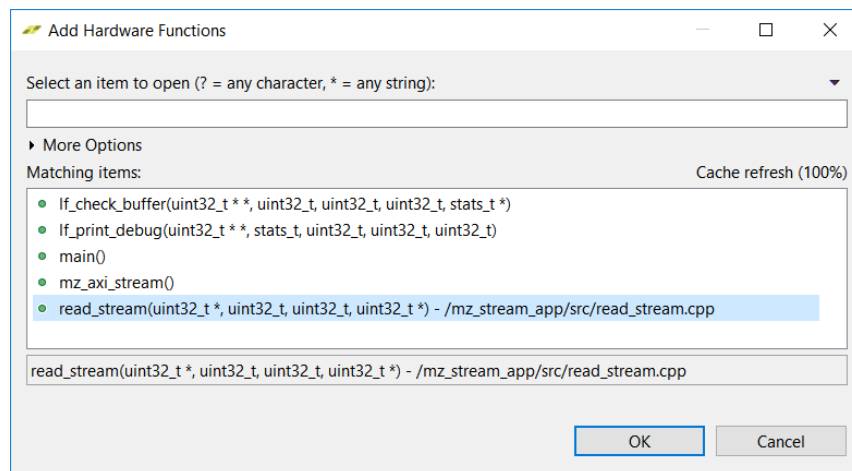 Add Hardware Functions
Select an item to open (? = any character, * = any string):
More Options
Matching items: Cache refresh (100%)
lf_check_buffer(uint32_t * *, uint32_t, uint32_t, uint32_t, stats_t *)
lf_print_debug(uint32_t * *, stats_t, uint32_t, uint32_t, uint32_t)
main()
mz_axi_stream()
read_stream(uint32_t *, uint32_t, uint32_t, uint32_t *) - /mz_stream_app/src/read_stream.cpp
read_stream(uint32_t *, uint32_t, uint32_t, uint32_t *) - /mz_stream_app/src/read_stream.cpp
OK Cancel